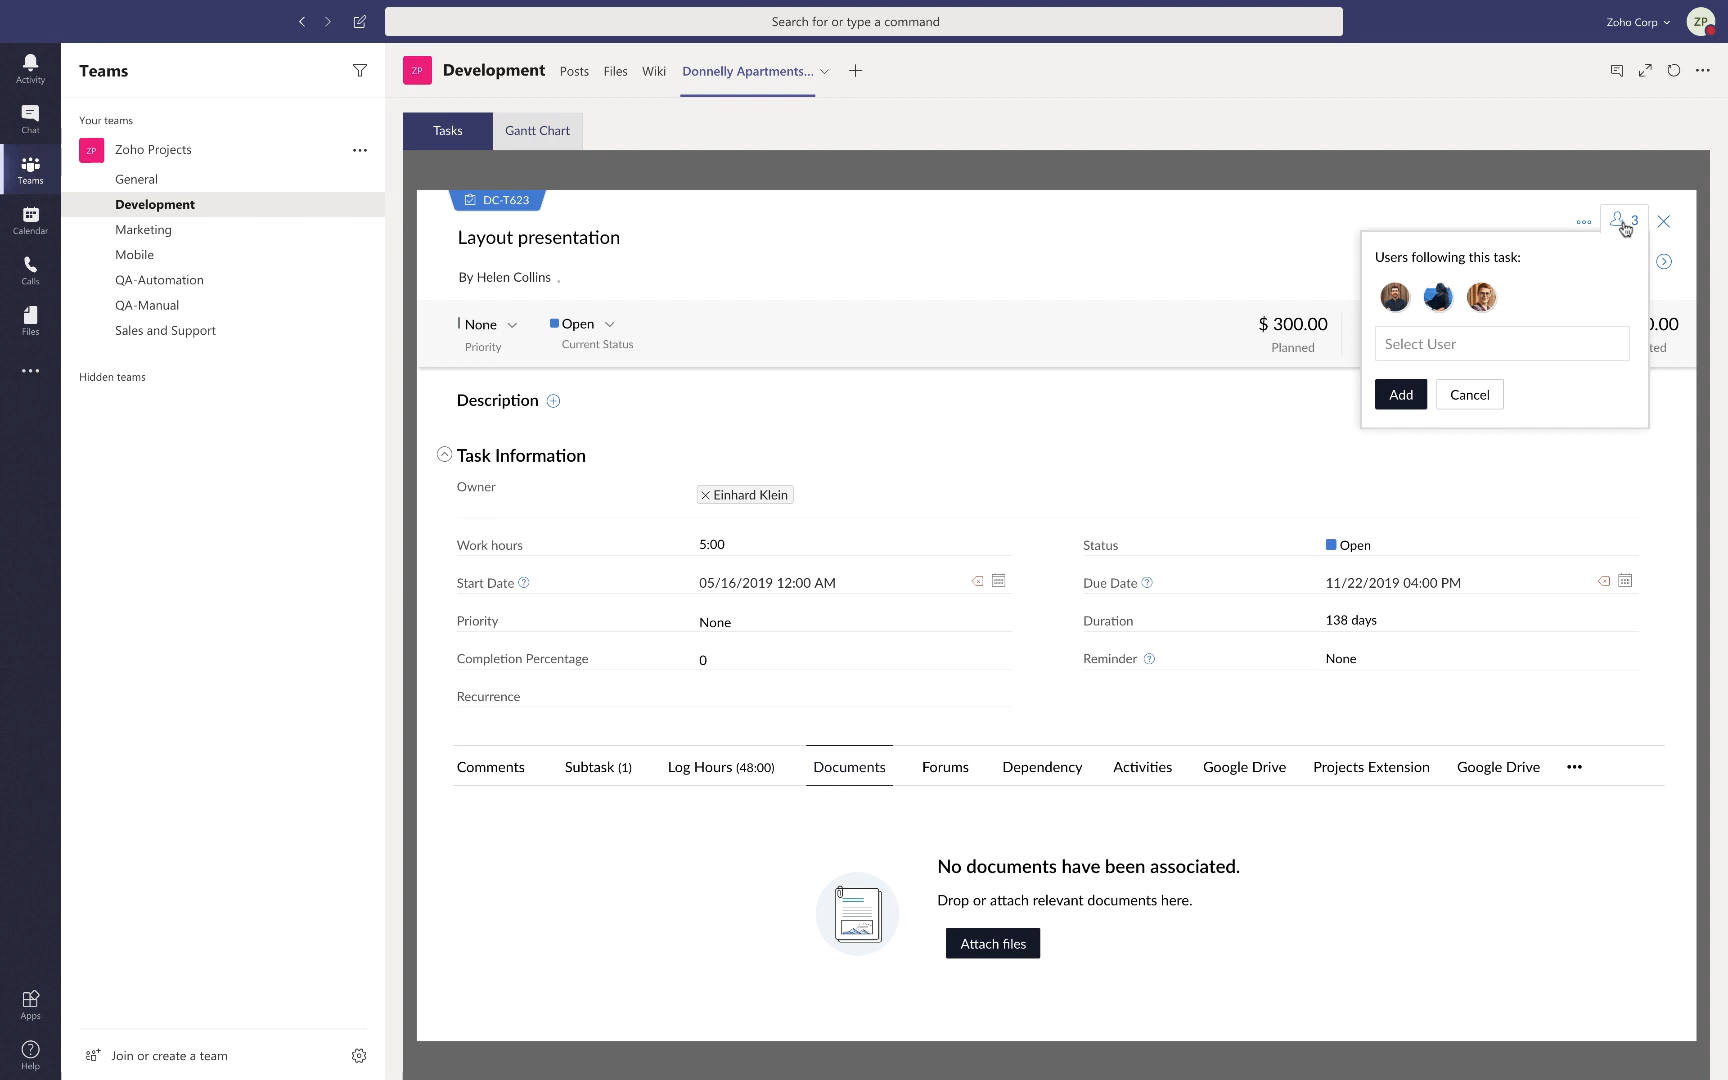 Search for or type a command
Zoho Corp
ZP
Activity
Chat
Teams
Calendar
Calls
Files
Apps
Help
Teams
Your teams
ZP Zoho Projects
General
Development
Marketing
Mobile
QA-Automation
QA-Manual
Sales and Support
Hidden teams
Join or create a team
ZP Development Posts Files Wiki Donnelly Apartments...
Tasks Gantt Chart
DC-T623
Layout presentation
By Helen Collins
3
Users following this task:
Select User
Add Cancel
None
Priority
Open
Current Status
$ 300.00
Planned
0.00
ted
Description
Task Information
Owner
× Einhard Klein
Work hours 5:00
Status Open
Start Date ? 05/16/2019 12:00 AM
Due Date ? 11/22/2019 04:00 PM
Priority None
Duration 138 days
Completion Percentage 0
Reminder ? None
Recurrence
Comments Subtask (1) Log Hours (48:00) Documents Forums Dependency Activities Google Drive Projects Extension Google Drive
No documents have been associated.
Drop or attach relevant documents here.
Attach files